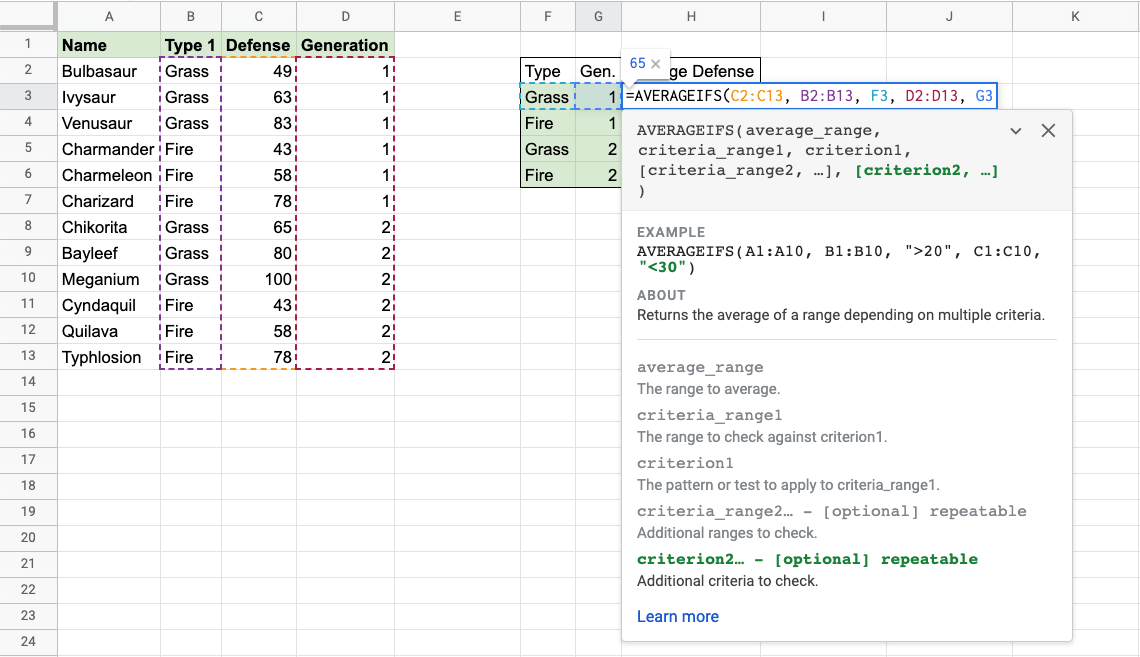 A B C D E F G H I J K
1 Name Type 1 Defense Generation
2 Bulbasaur Grass 49 1 Type Gen. ge Defense
65 ×
3 Ivysaur Grass 63 1 Grass 1 =AVERAGEIFS(C2:C13, B2:B13, F3, D2:D13, G3
4 Venusaur Grass 83 1 Fire 1
5 Charmander Fire 43 1 Grass 2
6 Charmeleon Fire 58 1 Fire 2
7 Charizard Fire 78 1
8 Chikorita Grass 65 2
9 Bayleef Grass 80 2
10 Meganium Grass 100 2
11 Cyndaquil Fire 43 2
12 Quilava Fire 58 2
13 Typhlosion Fire 78 2
14
15
16
17
18
19
20
21
22
23
24
AVERAGEIFS(average_range,
criteria_range1, criterion1,
[criteria_range2, …], [criterion2, …]
)
EXAMPLE
AVERAGEIFS(A1:A10, B1:B10, ">20", C1:C10,
"<30")
ABOUT
Returns the average of a range depending on multiple criteria.
average_range
The range to average.
criteria_range1
The range to check against criterion1.
criterion1
The pattern or test to apply to criteria_range1.
criteria_range2… – [optional] repeatable
Additional ranges to check.
criterion2… – [optional] repeatable
Additional criteria to check.
Learn more